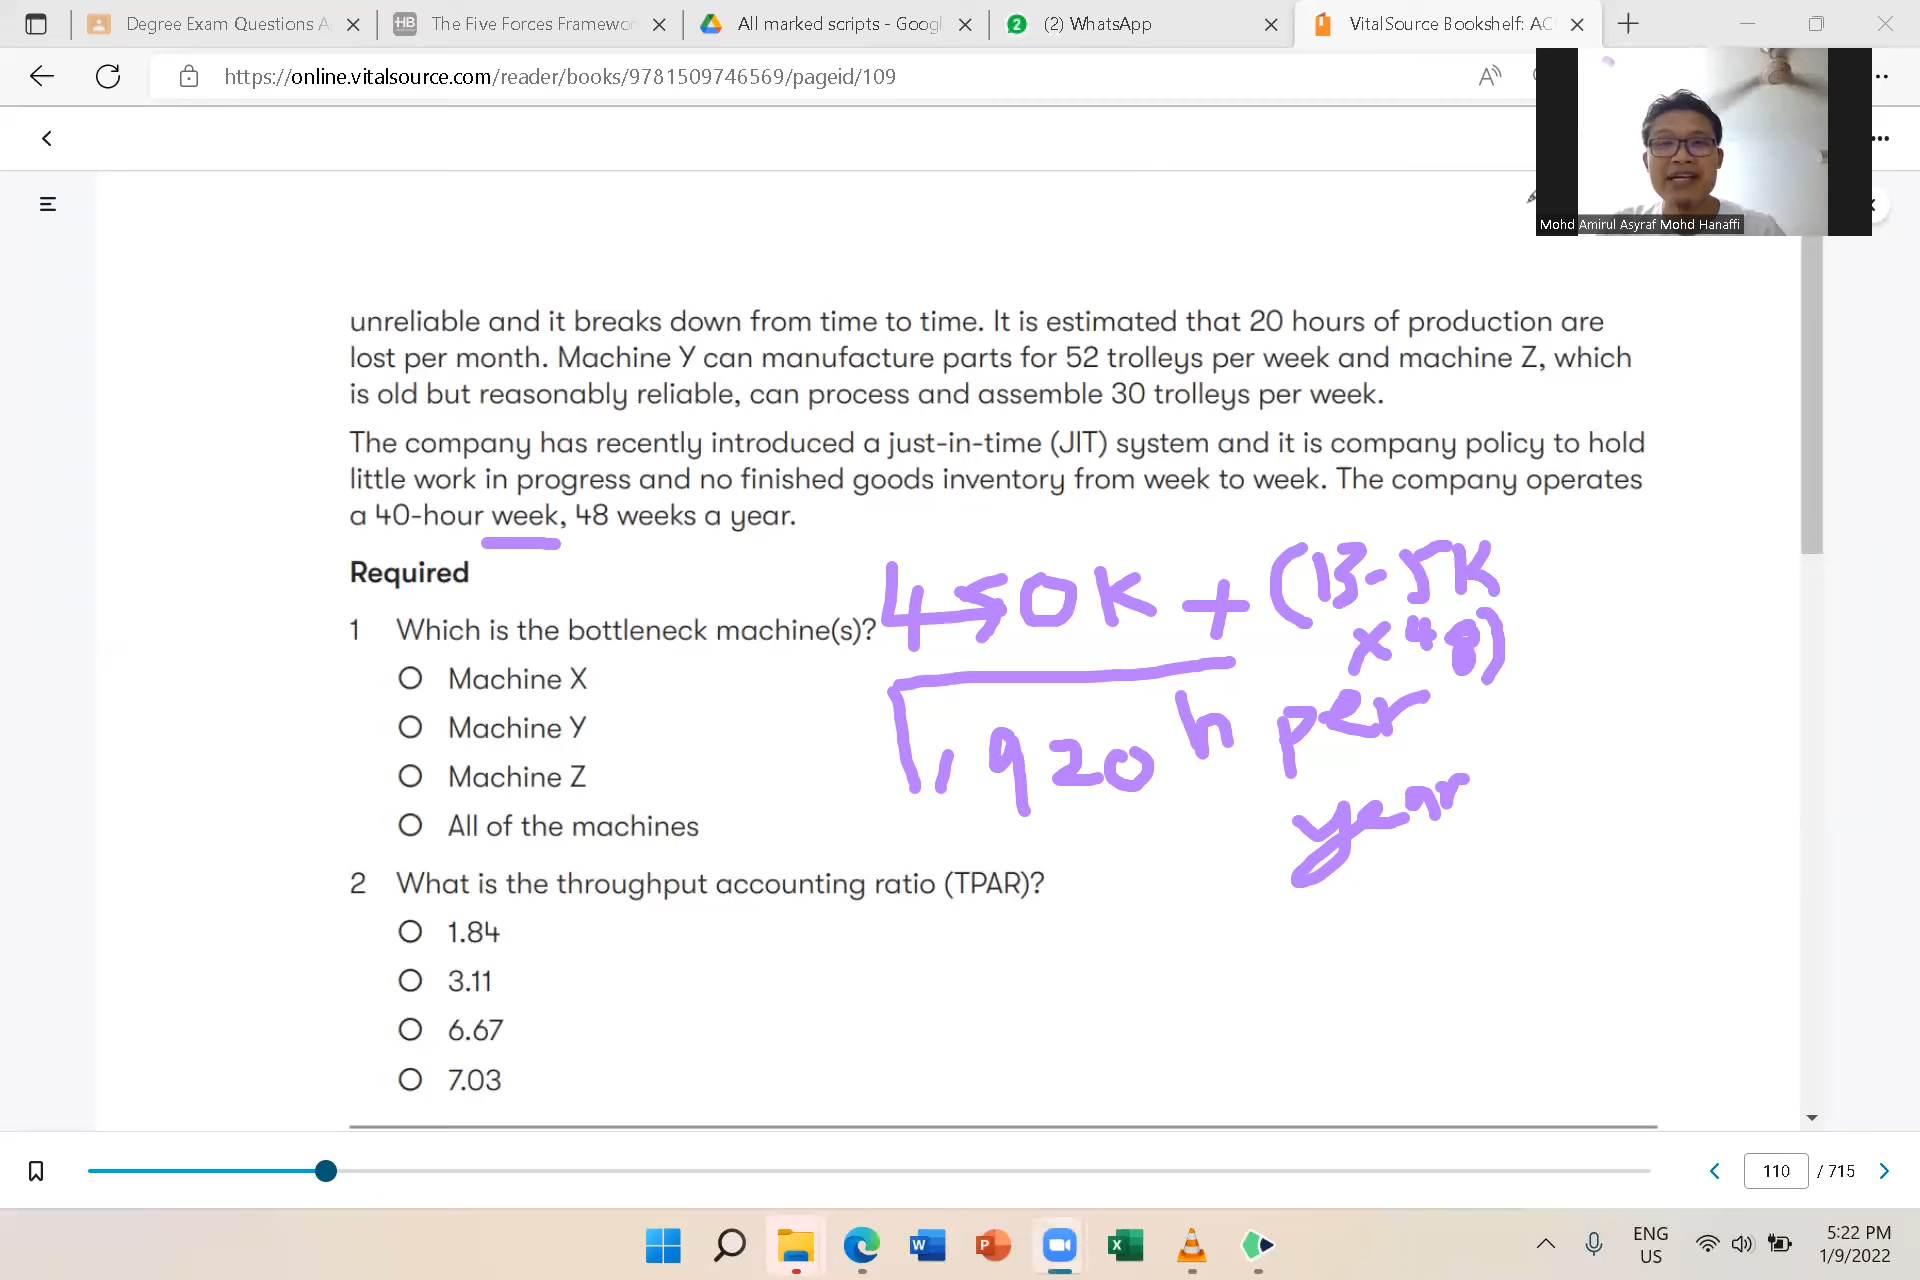 Degree Exam Questions A
The Five Forces Framewor
All marked scripts - Googl
(2) WhatsApp
VitalSource Bookshelf: AC
https://online.vitalsource.com/reader/books/9781509746569/pageid/109
Mohd Amirul Asyraf Mohd Hanaffi
unreliable and it breaks down from time to time. It is estimated that 20 hours of production are
lost per month. Machine Y can manufacture parts for 52 trolleys per week and machine Z, which
is old but reasonably reliable, can process and assemble 30 trolleys per week.
The company has recently introduced a just-in-time (JIT) system and it is company policy to hold
little work in progress and no finished goods inventory from week to week. The company operates
a 40-hour week, 48 weeks a year.
Required
1 Which is the bottleneck machine(s)?
Machine X
Machine Y
Machine Z
All of the machines
450K + (13.5K
x 48)
1,920 h per
year
2 What is the throughput accounting ratio (TPAR)?
1.84
3.11
6.67
7.03
110 / 715
ENG
US
5:22 PM
1/9/2022